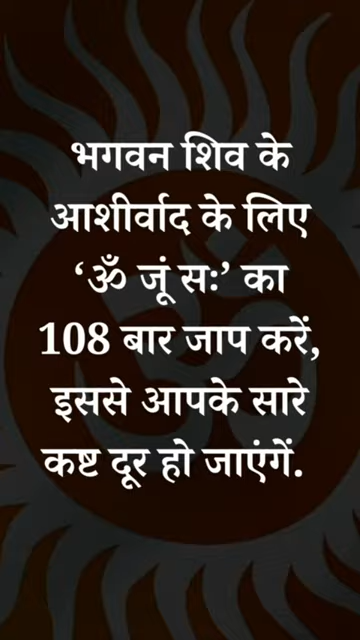 भगवन शिव के
आशीर्वाद के लिए
‘ॐ जूं सः’ का
108 बार जाप करें,
इससे आपके सारे
कष्ट दूर हो जाएंगें.